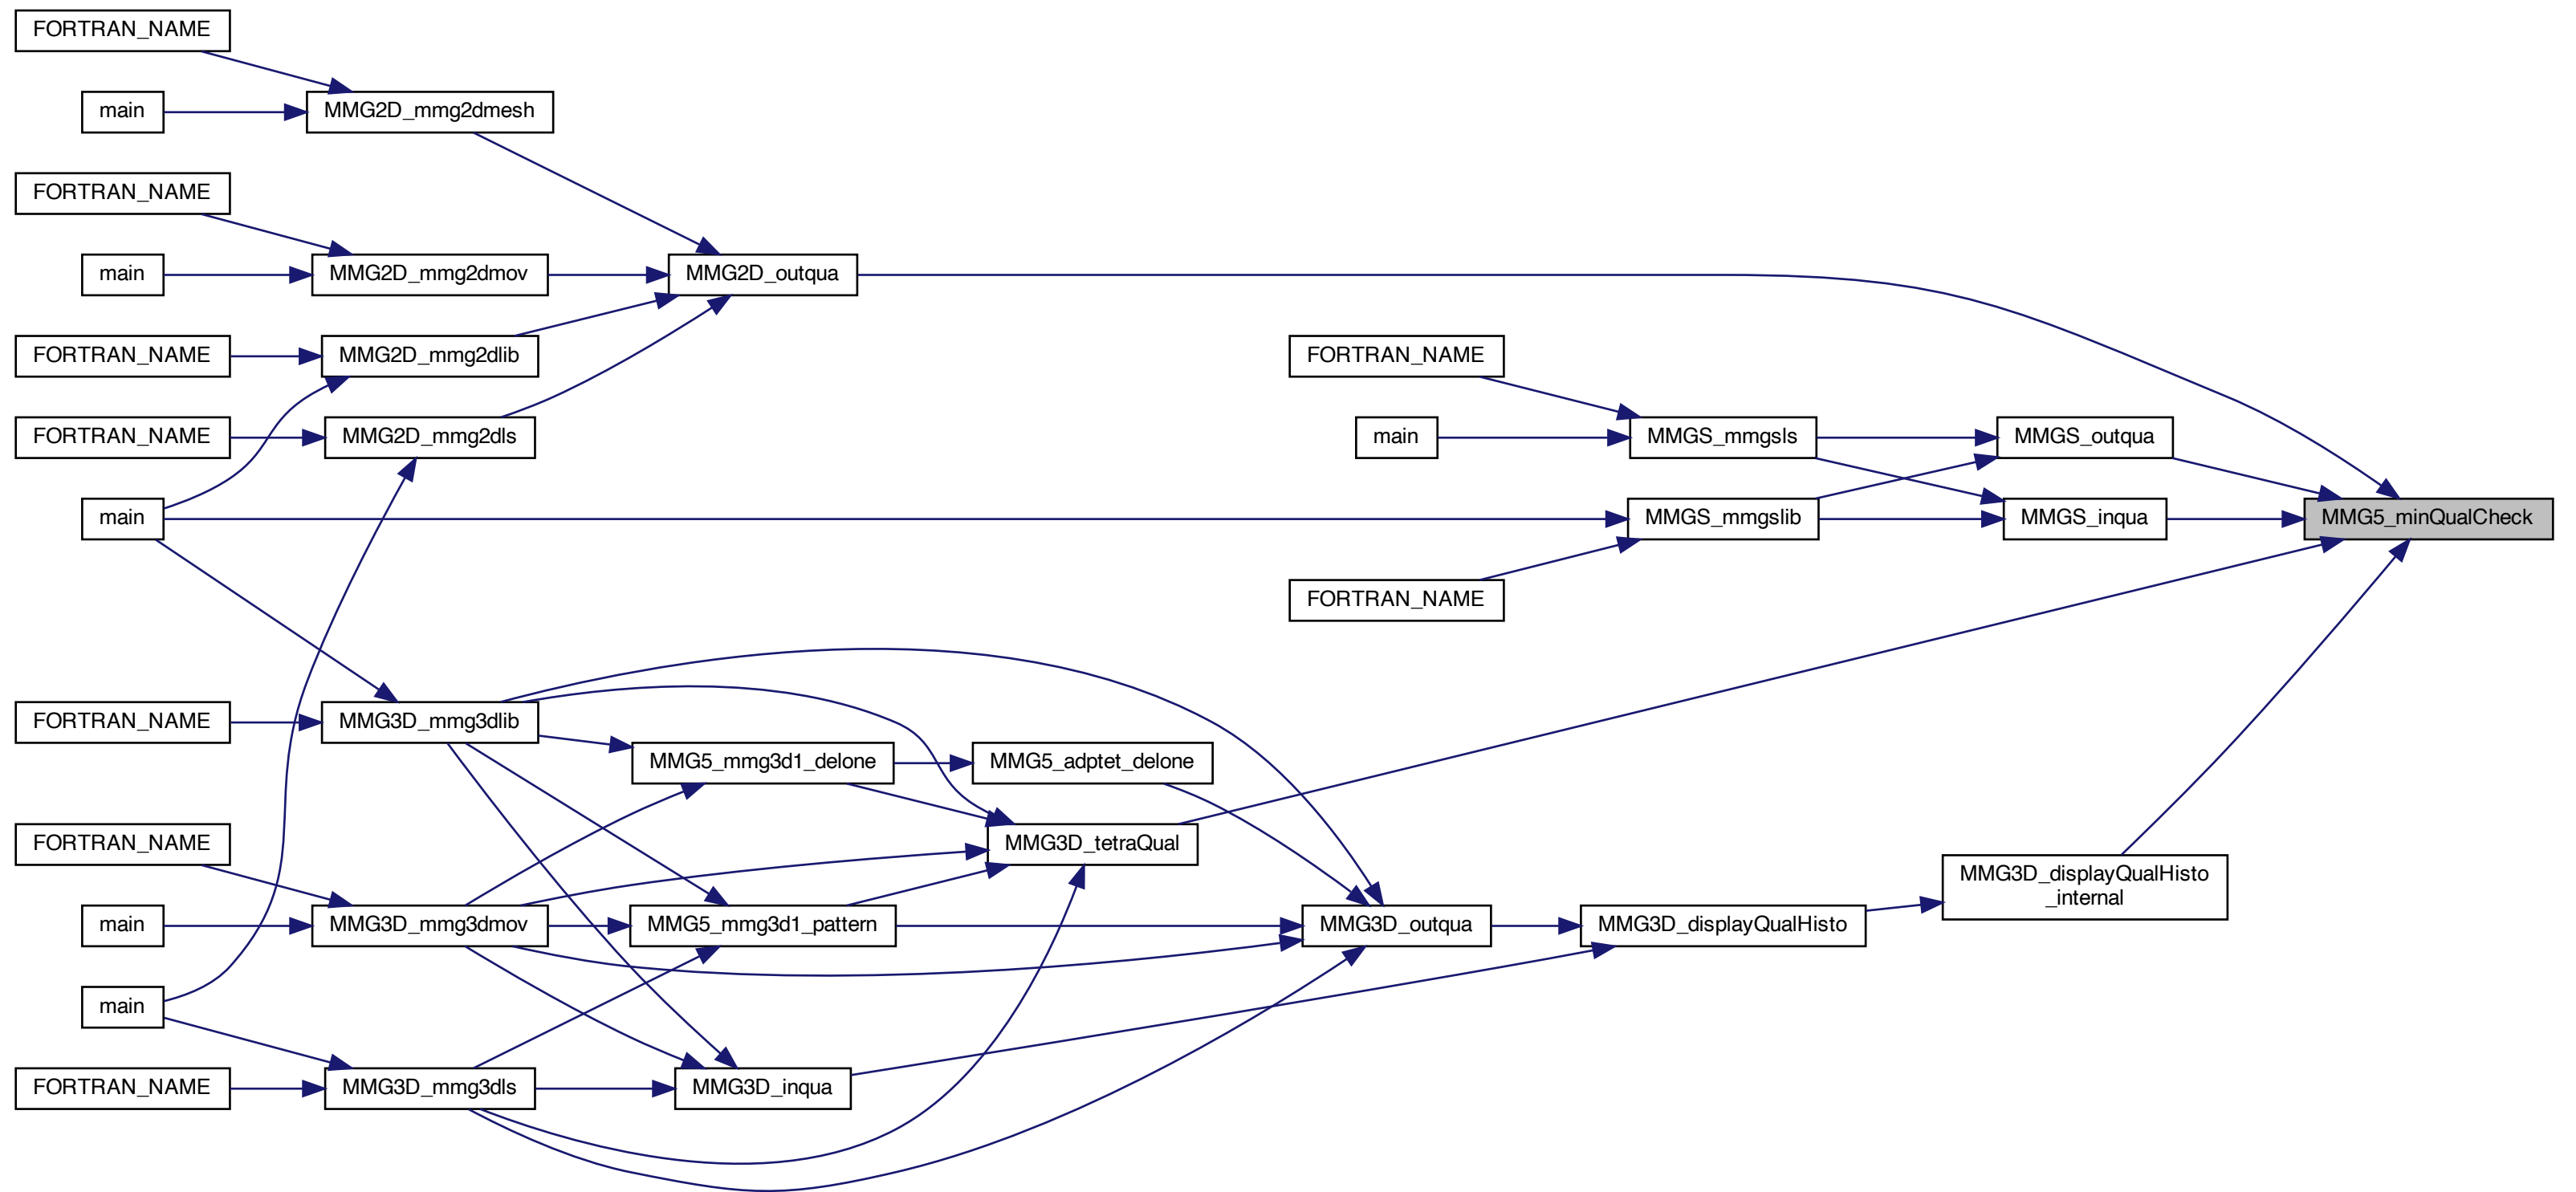 FORTRAN_NAME
main
MMG2D_mmg2dmesh
FORTRAN_NAME
main
MMG2D_mmg2dmov
MMG2D_outqua
FORTRAN_NAME
MMG2D_mmg2dlib
FORTRAN_NAME
MMG2D_mmg2dls
main
FORTRAN_NAME
main
MMGS_mmgsls
MMGS_outqua
MMGS_mmgslib
MMGS_inqua
MMG5_minQualCheck
FORTRAN_NAME
FORTRAN_NAME
MMG3D_mmg3dlib
MMG5_mmg3d1_delone
MMG5_adptet_delone
MMG3D_tetraQual
FORTRAN_NAME
main
MMG3D_mmg3dmov
MMG5_mmg3d1_pattern
MMG3D_outqua
MMG3D_displayQualHisto
MMG3D_displayQualHisto
_internal
main
FORTRAN_NAME
MMG3D_mmg3dls
MMG3D_inqua